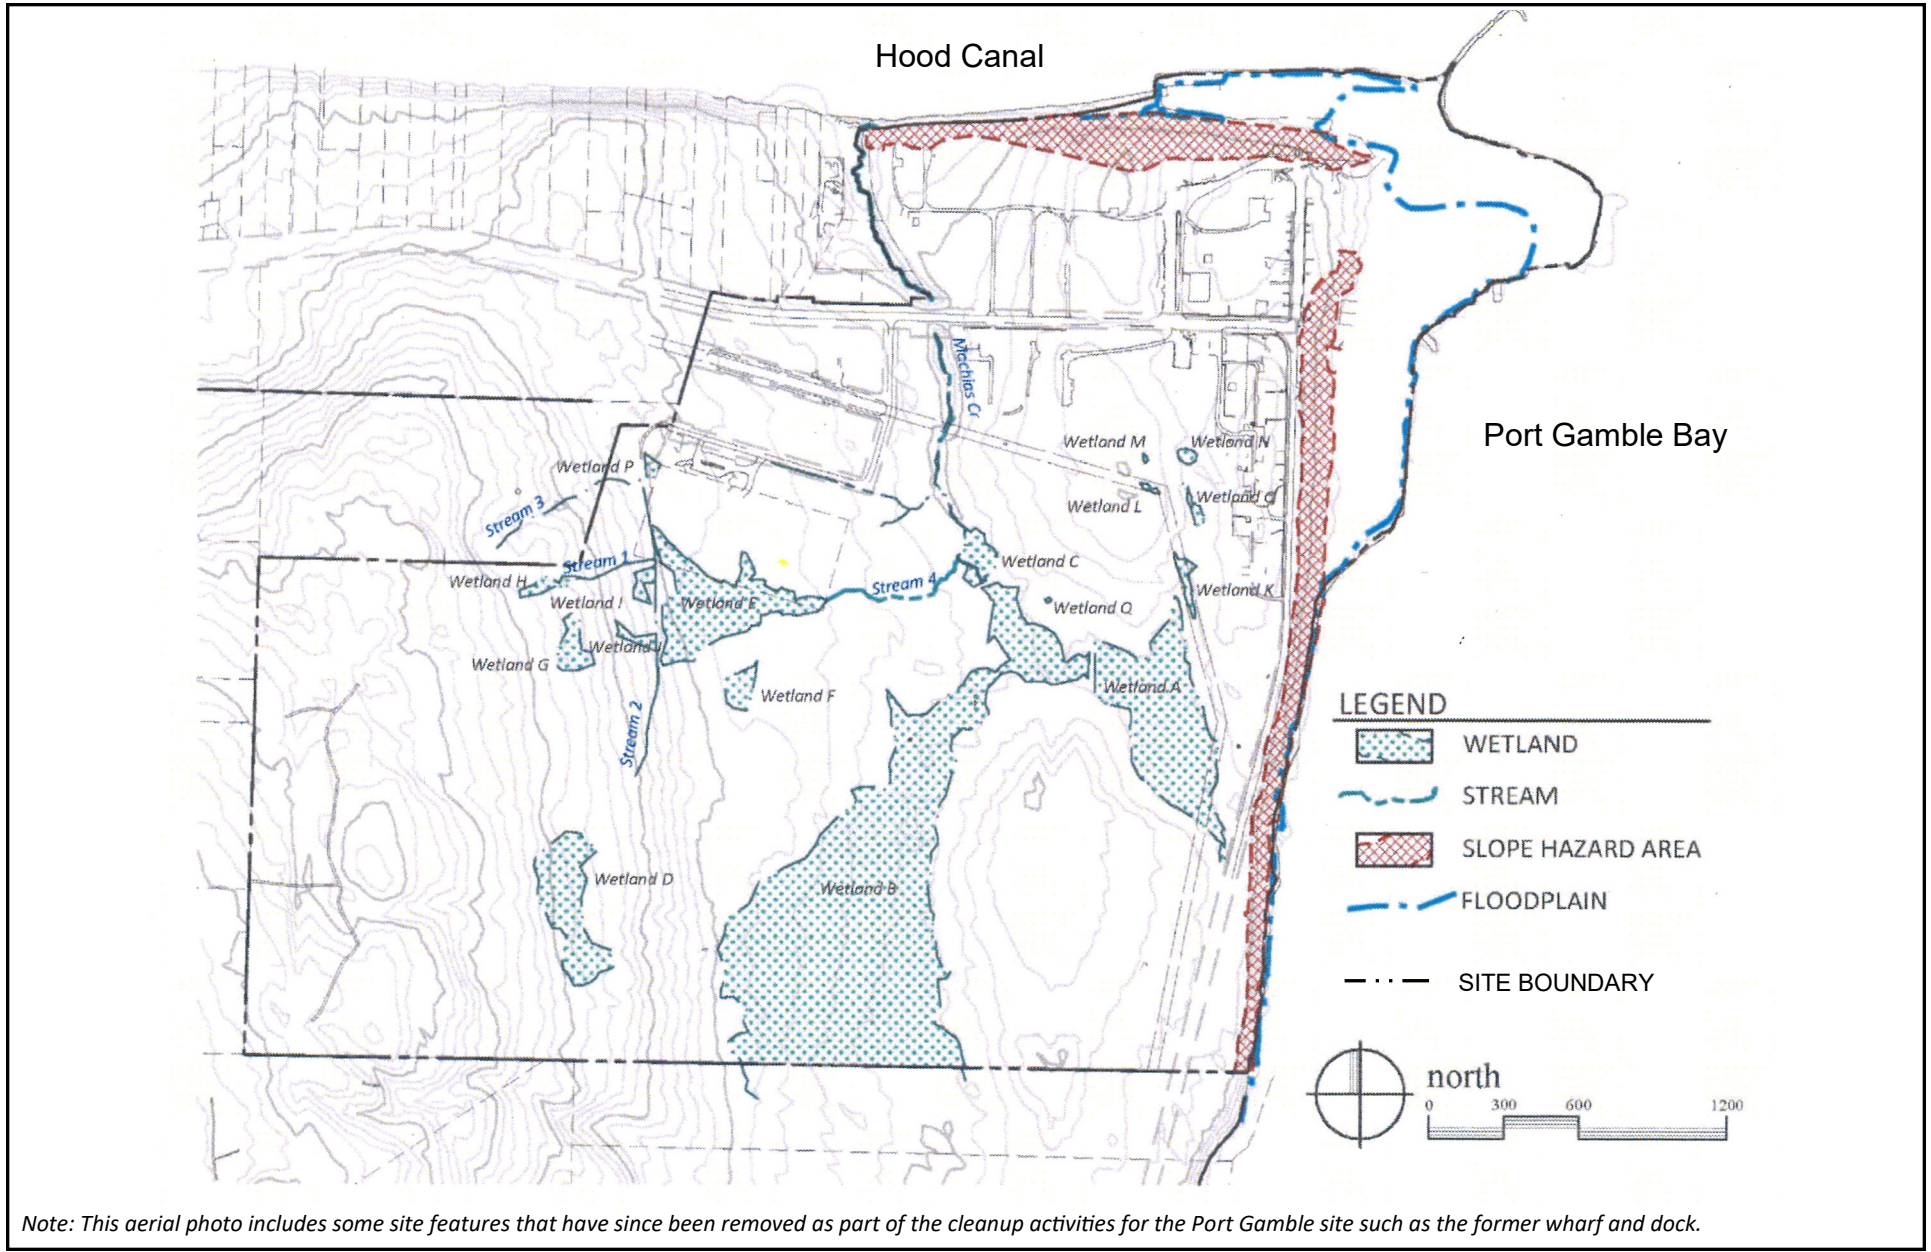 Hood Canal
Machias Cr
Port Gamble Bay
Wetland M
Wetland N
Wetland P
Wetland L
Stream 3
Stream 1
Wetland C
Wetland H
Stream 4
Wetland K
Wetland I
Wetland E
Wetland Q
Wetland J
Wetland G
Wetland A
Wetland F
Stream 2
Wetland D
Wetland B
LEGEND
WETLAND
STREAM
SLOPE HAZARD AREA
FLOODPLAIN
SITE BOUNDARY
north
0 300 600 1200
Note: This aerial photo includes some site features that have since been removed as part of the cleanup activities for the Port Gamble site such as the former wharf and dock.